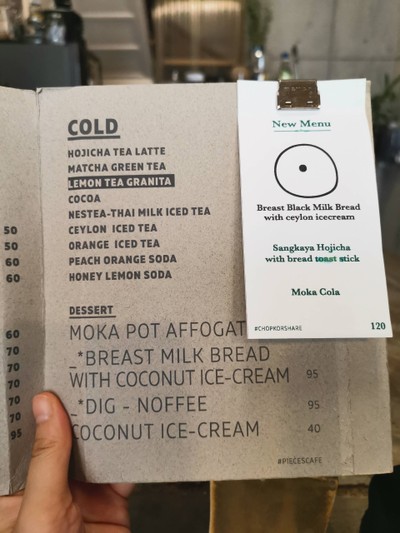 COLD
HOJICHA TEA LATTE
MATCHA GREEN TEA
LEMON TEA GRANITA
COCOA
NESTEA-THAI MILK ICED TEA
CEYLON ICED TEA
ORANGE ICED TEA
PEACH ORANGE SODA
HONEY LEMON SODA
DESSERT
MOKA POT AFFOGAT
_*BREAST MILK BREAD
WITH COCONUT ICE-CREAM 95
_*DIG - NOFFEE 95
COCONUT ICE-CREAM 40
#PIECESCAFE
50
50
60
60
60
70
70
70
70
70
95
New Menu
Breast Black Milk Bread
with ceylon icecream
Sangkaya Hojicha
with bread toast stick
Moka Cola
#CHOPKORSHARE 120